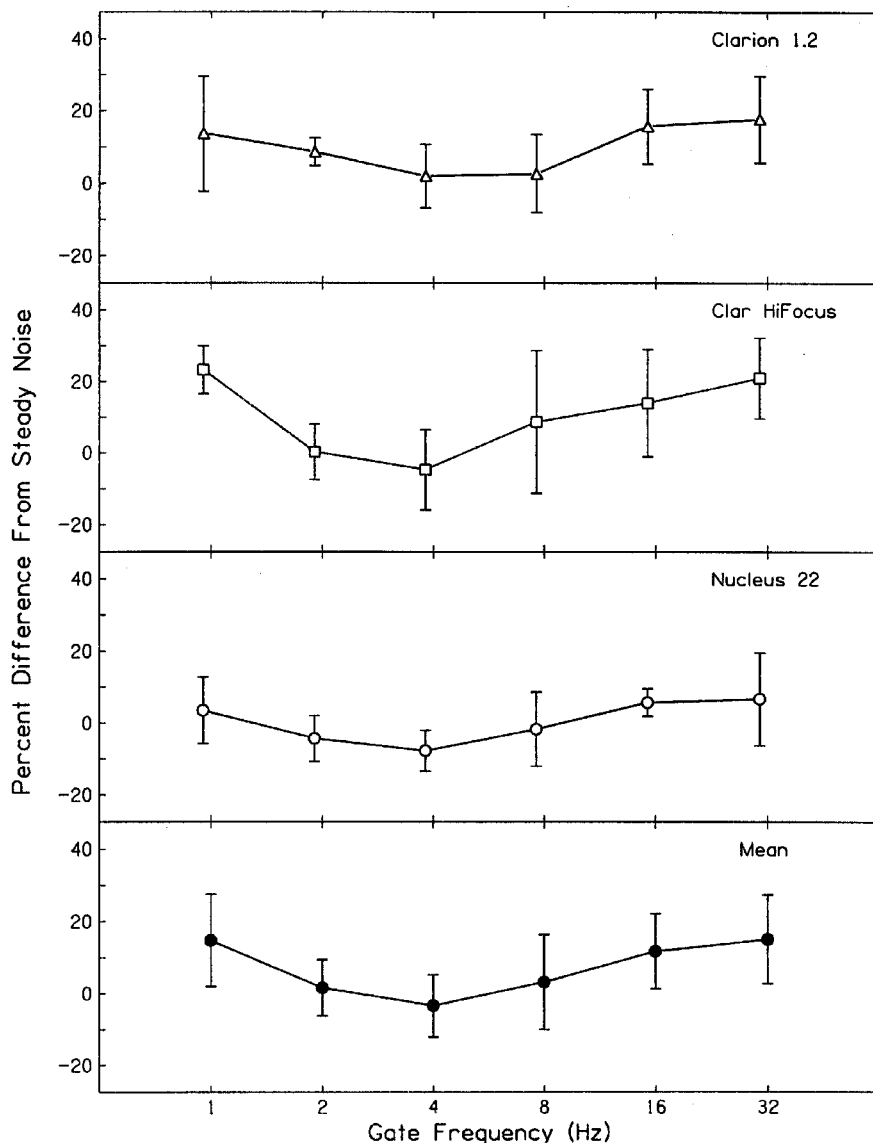 Percent Difference From Steady Noise
Clarion 1.2
40
20
0
-20
Clar HiFocus
40
20
0
-20
Nucleus 22
40
20
0
-20
Mean
40
20
0
-20
1 2 4 8 16 32
Gate Frequency (Hz)